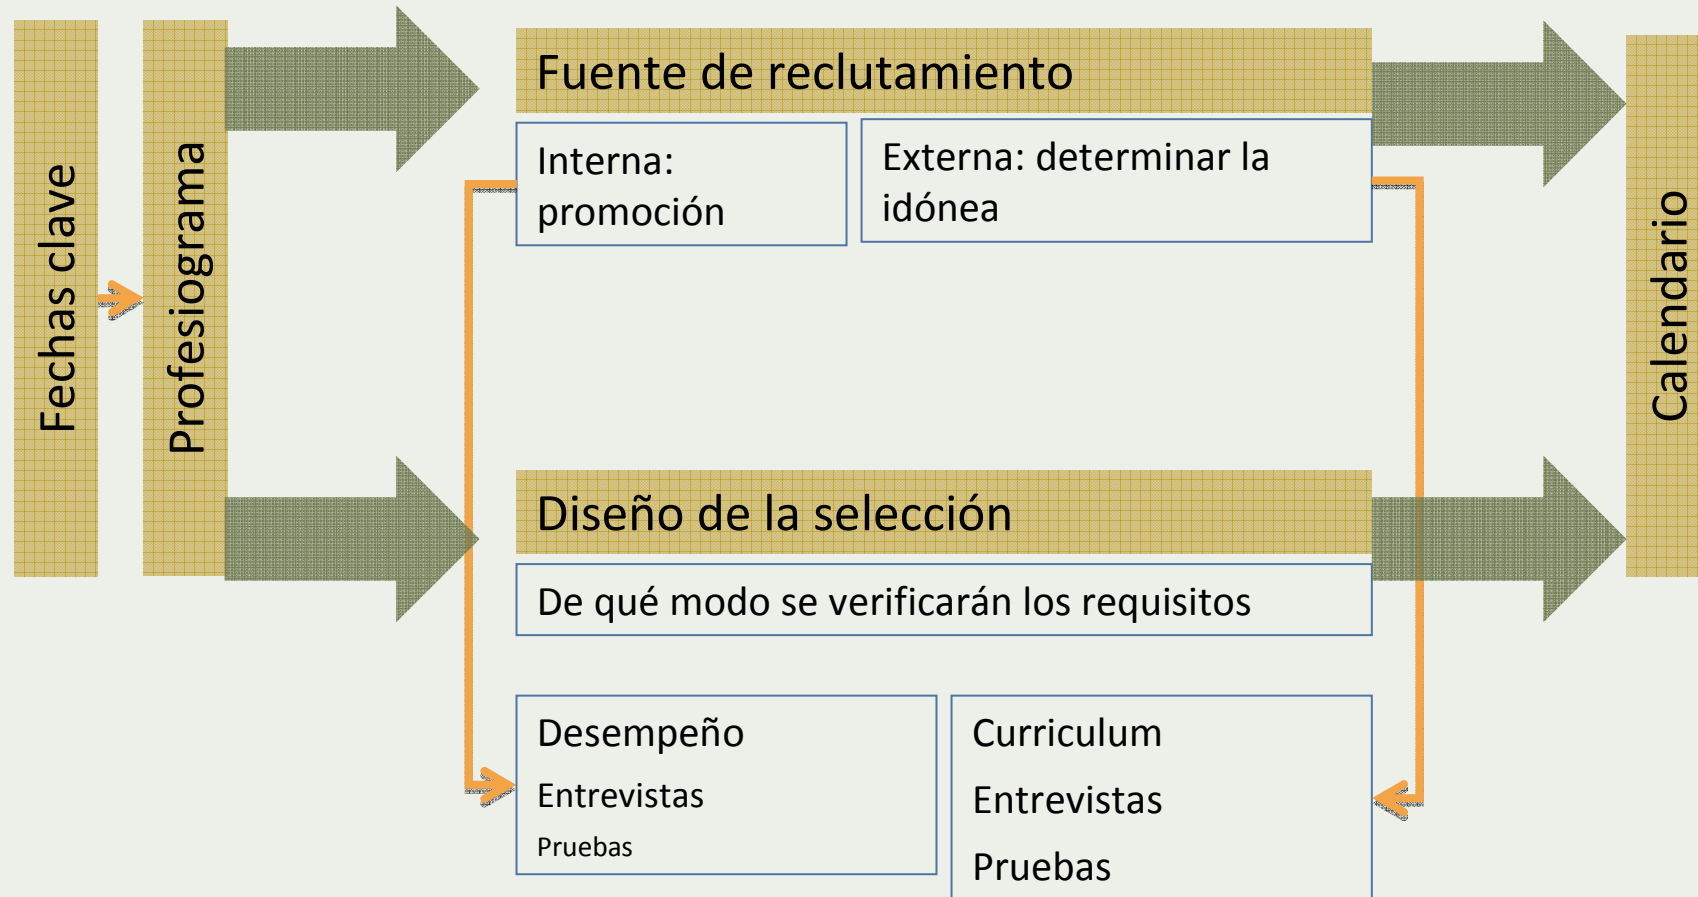 Fechas clave
Profesiograma
Fuente de reclutamiento
Interna:
promoción
Externa: determinar la
idónea
Diseño de la selección
De qué modo se verificarán los requisitos
Desempeño
Entrevistas
Pruebas
Curriculum
Entrevistas
Pruebas
Calendario